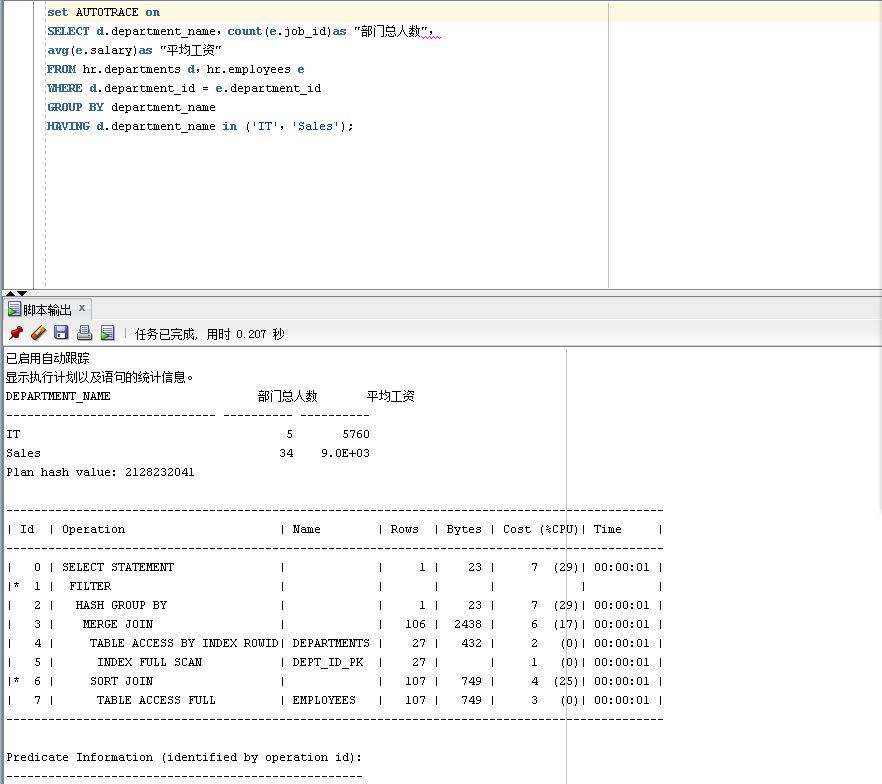 set AUTOTRACE on
SELECT d.department_name，count(e.job_id)as "部门总人数"，
avg(e.salary)as "平均工资"
FROM hr.departments d，hr.employees e
WHERE d.department_id = e.department_id
GROUP BY department_name
HAVING d.department_name in ('IT'，'Sales');
脚本输出 x
任务已完成, 用时 0.207 秒
已启用自动跟踪
显示执行计划以及语句的统计信息。
DEPARTMENT_NAME                     部门总人数       平均工资
------------------------------ ---------- ----------
IT                                      5       5760
Sales                                  34    9.0E+03
Plan hash value: 2128232041
----------------------------------------------------------------------------------------------
| Id  | Operation                      | Name        | Rows  | Bytes | Cost (%CPU)| Time     |
----------------------------------------------------------------------------------------------
|   0 | SELECT STATEMENT               |             |     1 |    23 |     7  (29)| 00:00:01 |
|*  1 |  FILTER                        |             |       |       |            |          |
|   2 |   HASH GROUP BY                |             |     1 |    23 |     7  (29)| 00:00:01 |
|   3 |    MERGE JOIN                  |             |   106 |  2438 |     6  (17)| 00:00:01 |
|   4 |     TABLE ACCESS BY INDEX ROWID| DEPARTMENTS |    27 |   432 |     2   (0)| 00:00:01 |
|   5 |      INDEX FULL SCAN           | DEPT_ID_PK  |    27 |       |     1   (0)| 00:00:01 |
|*  6 |     SORT JOIN                  |             |   107 |   749 |     4  (25)| 00:00:01 |
|   7 |      TABLE ACCESS FULL         | EMPLOYEES   |   107 |   749 |     3   (0)| 00:00:01 |
----------------------------------------------------------------------------------------------
Predicate Information (identified by operation id):
---------------------------------------------------